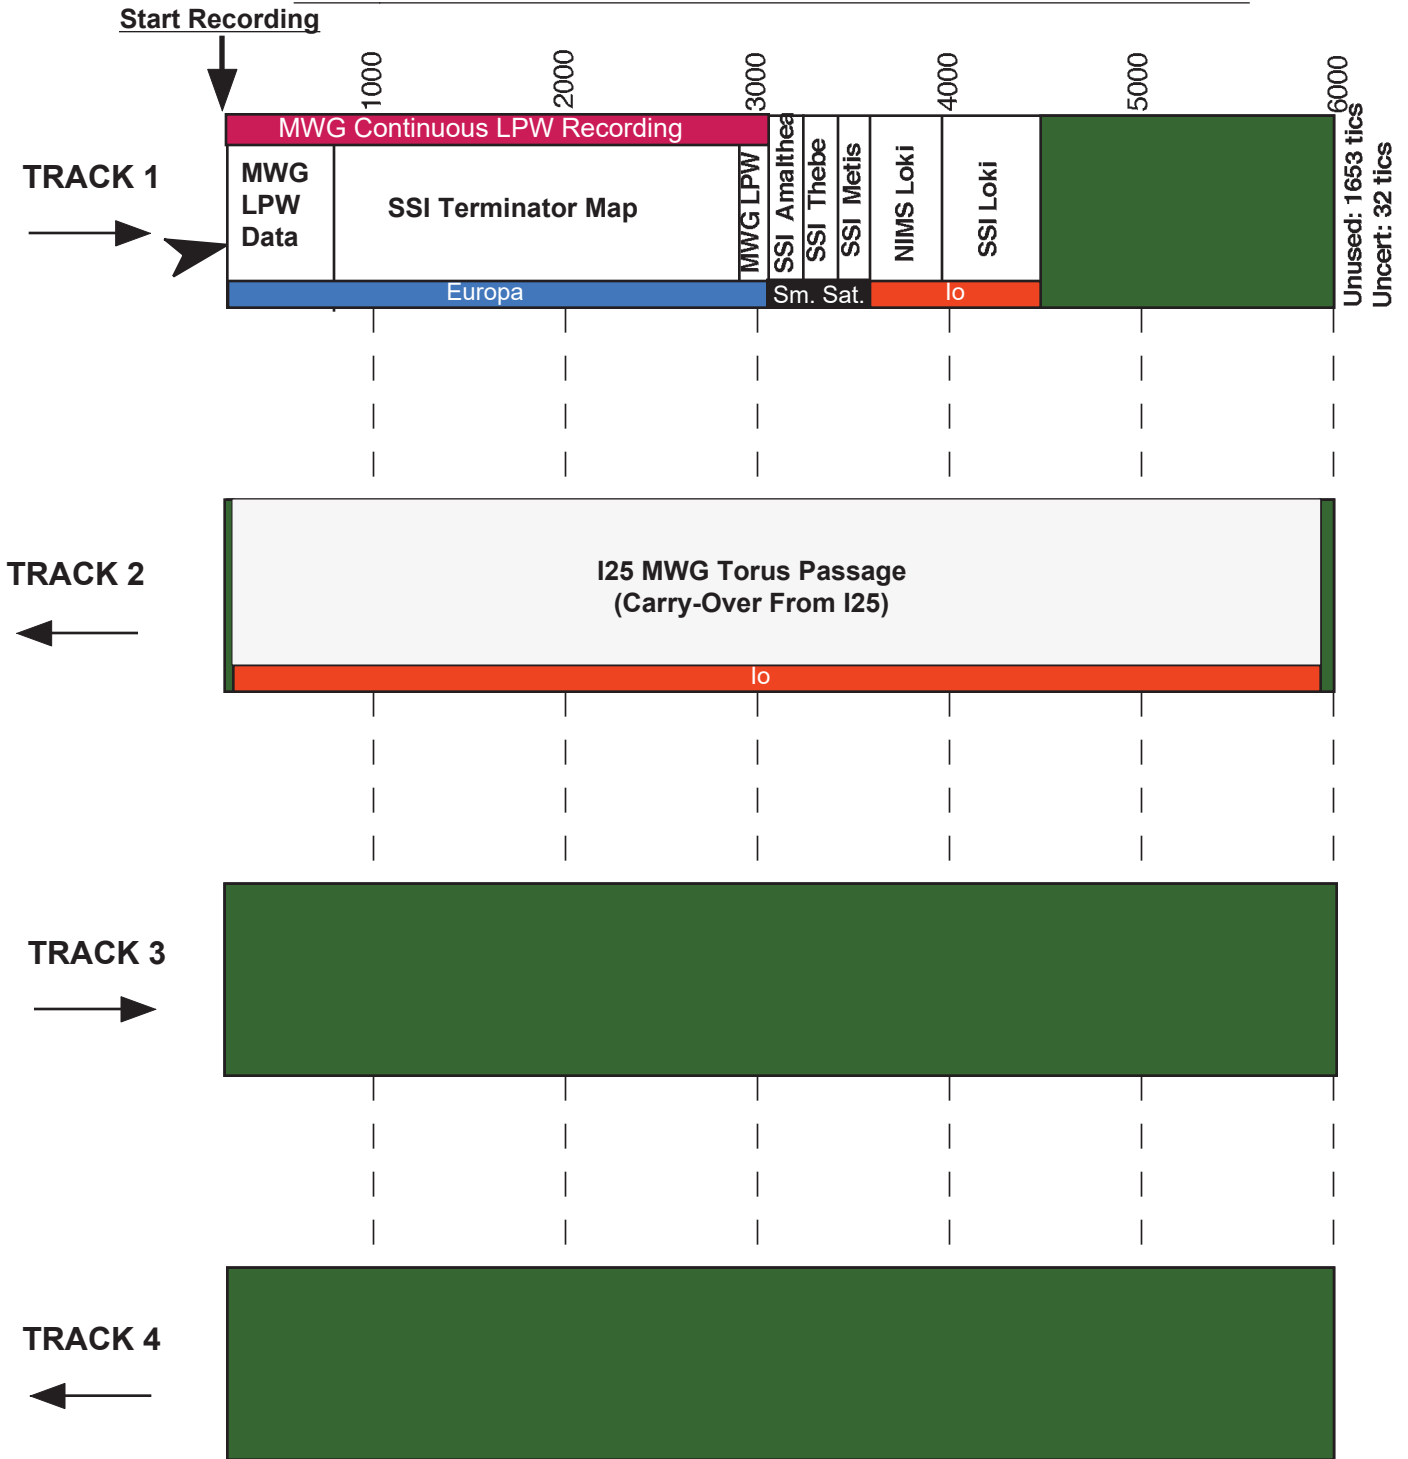 Start Recording
1000
2000
3000
4000
5000
6000
MWG Continuous LPW Recording
TRACK 1
MWG
LPW
Data
SSI Terminator Map
MWG LPW
SSI Amalthea
SSI Thebe
SSI Metis
NIMS Loki
SSI Loki
Unused: 1653 tics
Uncert: 32 tics
Europa
Sm. Sat.
Io
TRACK 2
I25 MWG Torus Passage
(Carry-Over From I25)
Io
TRACK 3
TRACK 4